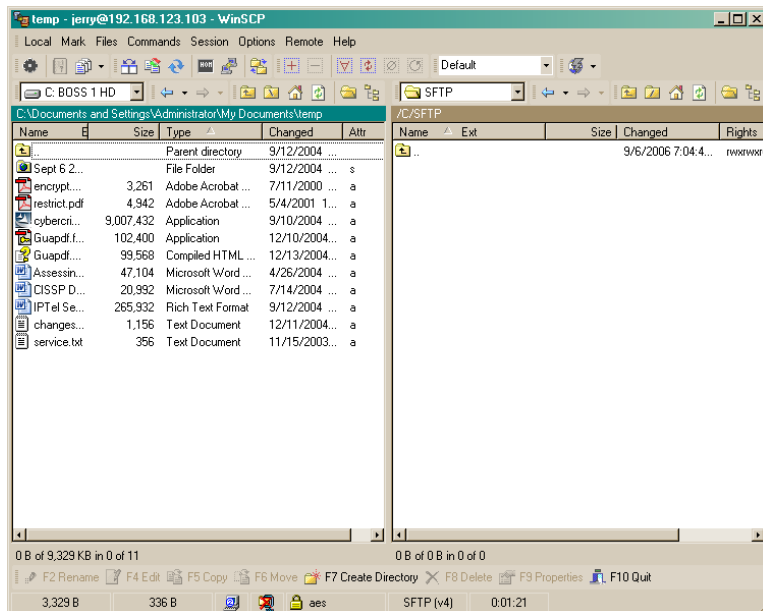 temp - jerry@192.168.123.103 - WinSCP
Local Mark Files Commands Session Options Remote Help
Default
C: BOSS 1 HD SFTP
C:\Documents and Settings\Administrator\My Documents\temp /C/SFTP
Name E Size Type Changed Attr Name Ext Size Changed Rights
.. Parent directory 9/12/2004 ... .. 9/6/2006 7:04:4... rwxrwxr
Sept 6 2... File Folder 9/12/2004 ... s
encrypt.... 3,261 Adobe Acrobat ... 7/11/2000 ... a
restrict.pdf 4,942 Adobe Acrobat ... 5/4/2001 1... a
cybercri... 9,007,432 Application 9/10/2004 ... a
Guapdf.f... 102,400 Application 12/10/2004... a
Guapdf.... 99,568 Compiled HTML ... 12/13/2004... a
Assessin... 47,104 Microsoft Word ... 4/26/2004 ... a
CISSP D... 20,992 Microsoft Word ... 7/14/2004 ... a
IPTel Se... 265,932 Rich Text Format 9/12/2004 ... a
changes... 1,156 Text Document 12/11/2004... a
service.txt 356 Text Document 11/15/2003... a
0 B of 9,329 KB in 0 of 11 0 B of 0 B in 0 of 0
F2 Rename F4 Edit F5 Copy F6 Move F7 Create Directory F8 Delete F9 Properties F10 Quit
3,329 B 336 B aes SFTP (v4) 0:01:21